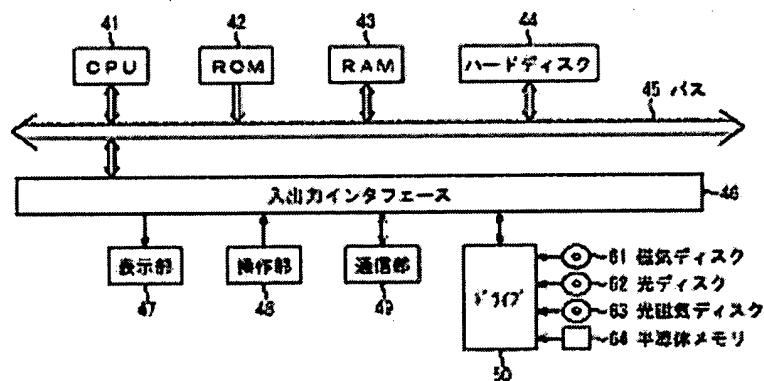 41 42 43 44
CPU ROM RAM ハードディスク
45 バス
入出力インタフェース 46
表示部 操作部 通信部 ドライブ
47 48 49 50
61 磁気ディスク
62 光ディスク
63 光磁気ディスク
64 半導体メモリ